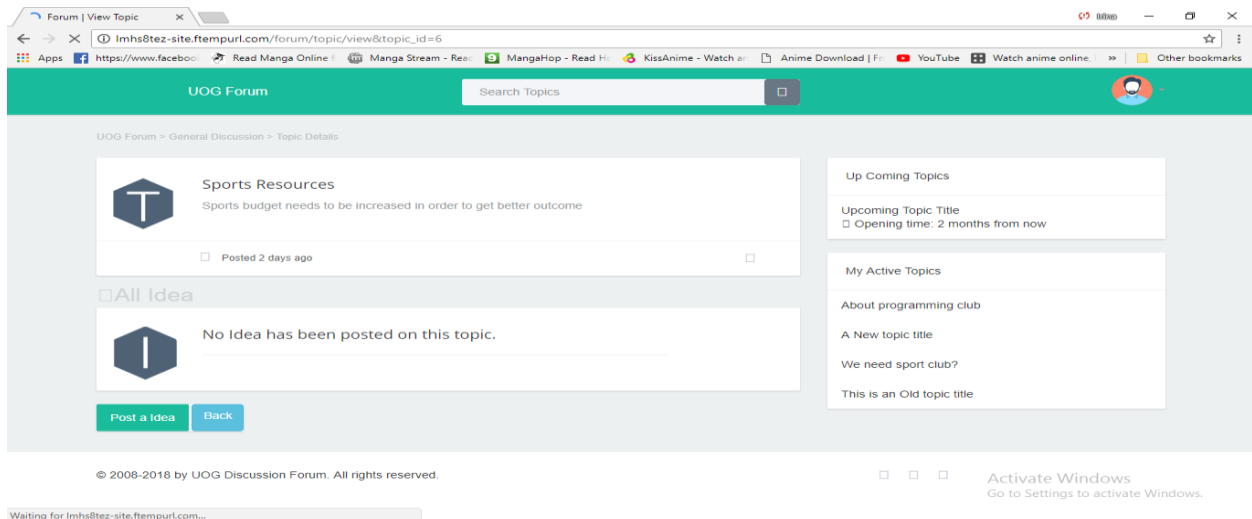 Forum | View Topic
lmhs8tez-site.ftempurl.com/forum/topic/view&topic_id=6
Apps https://www.faceboo Read Manga Online Manga Stream - Rea MangaHop - Read H KissAnime - Watch an Anime Download | Fr YouTube Watch anime online, » Other bookmarks
UOG Forum Search Topics
UOG Forum > General Discussion > Topic Details
T
Sports Resources
Sports budget needs to be increased in order to get better outcome
Posted 2 days ago
All Idea
I
No Idea has been posted on this topic.
Post a Idea Back
Up Coming Topics
Upcoming Topic Title
Opening time: 2 months from now
My Active Topics
About programming club
A New topic title
We need sport club?
This is an Old topic title
© 2008-2018 by UOG Discussion Forum. All rights reserved.
Activate Windows
Go to Settings to activate Windows.
Waiting for lmhs8tez-site.ftempurl.com...